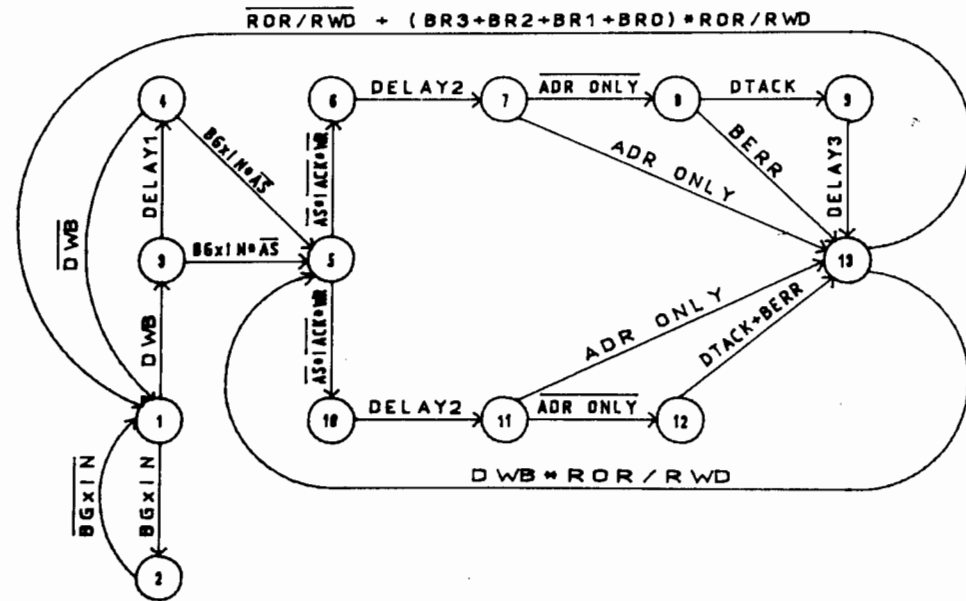 ROR/RWD + (BR3+BR2+BR1+BR0)*ROR/RWD
4
6
DELAY2
7
ADR ONLY
8
DTACK
9
BGxIN*AS
DELAY1
DWB
AS*IACK*WR
ADR ONLY
BERR
DELAY3
3
BGxIN*AS
5
13
DWB
AS*IACK*WR
ADR ONLY
DTACK+BERR
1
10
DELAY2
11
ADR ONLY
12
BGxIN
BGxIN
DWB*ROR/RWD
2